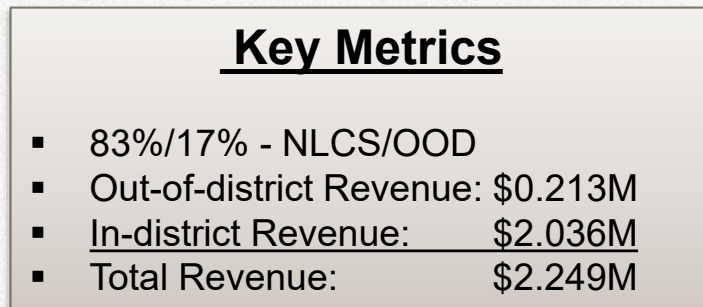 Key Metrics
▪ 83%/17% - NLCS/OOD
▪ Out-of-district Revenue: $0.213M
▪ In-district Revenue: $2.036M
▪ Total Revenue: $2.249M